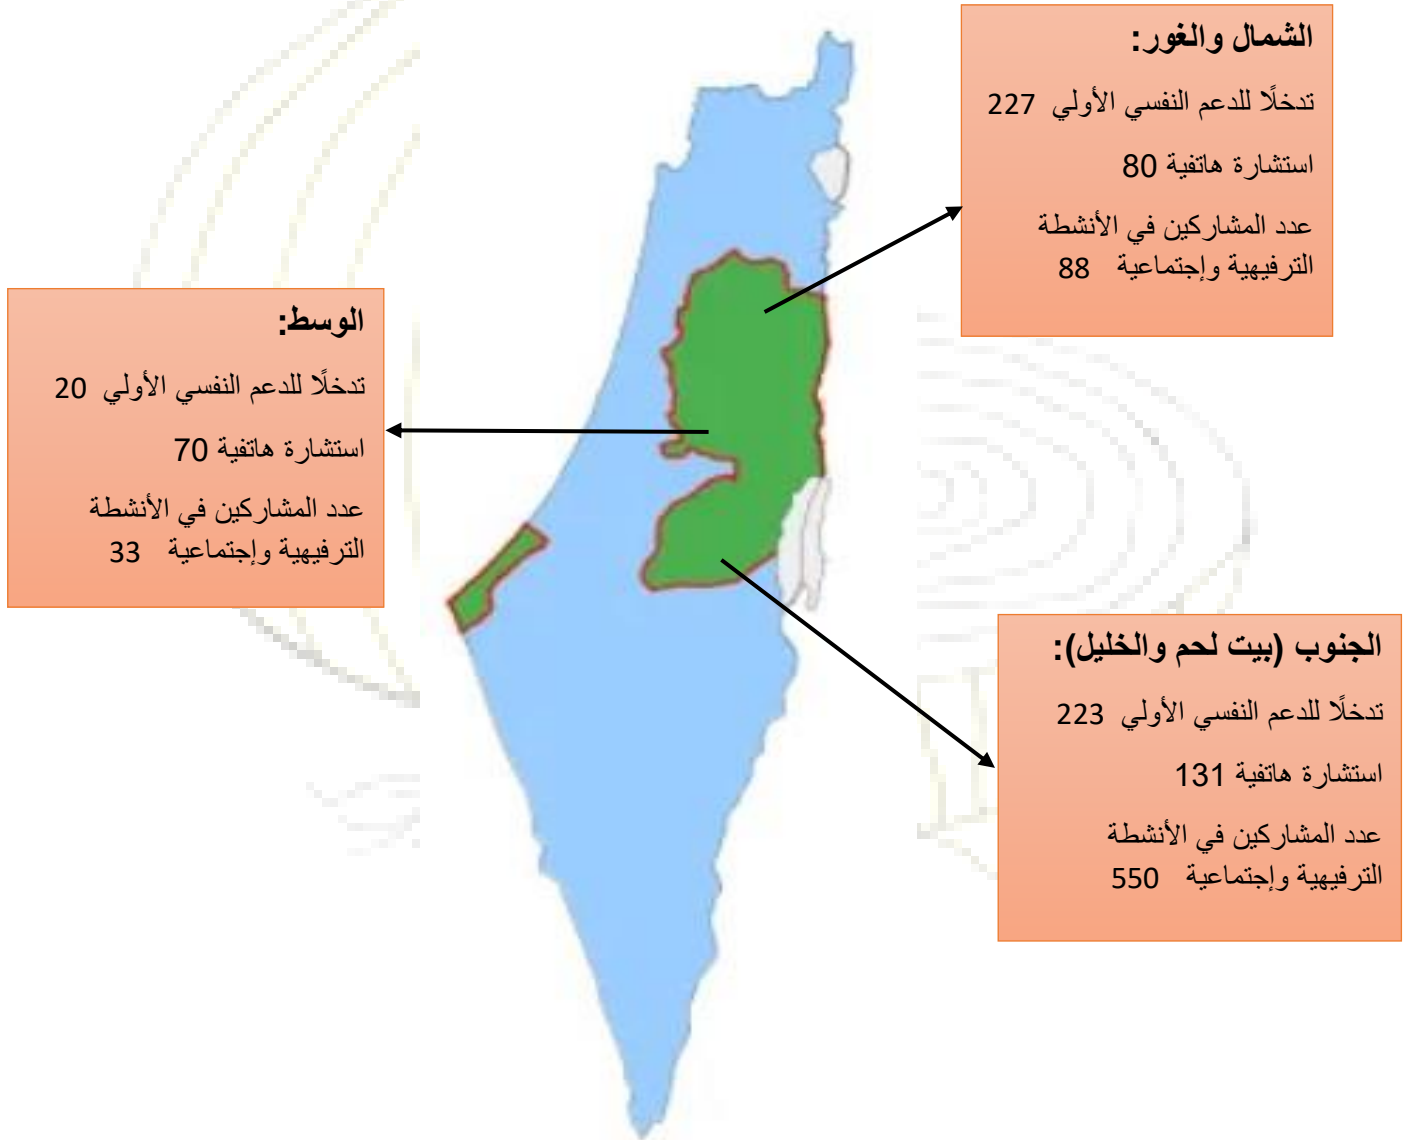 الشمال والغور:
تدخلًا للدعم النفسي الأولي 227
استشارة هاتفية 80
عدد المشاركين في الأنشطة
الترفيهية وإجتماعية 88
الوسط:
تدخلًا للدعم النفسي الأولي 20
استشارة هاتفية 70
عدد المشاركين في الأنشطة
الترفيهية وإجتماعية 33
الجنوب (بيت لحم والخليل):
تدخلًا للدعم النفسي الأولي 223
استشارة هاتفية 131
عدد المشاركين في الأنشطة
الترفيهية وإجتماعية 550